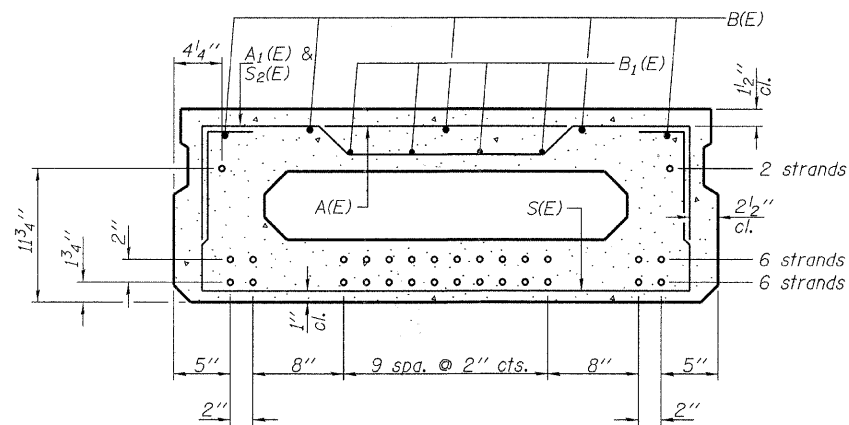 B(E)
4¼"
A₁(E) &
S₂(E)
B₁(E)
1½"
cl.
2 strands
11¾"
2"
1¾"
A(E)
S(E)
2½"
cl.
6 strands
6 strands
1"
cl.
5"
8"
9 spa. @ 2" cts.
8"
5"
2"
2"